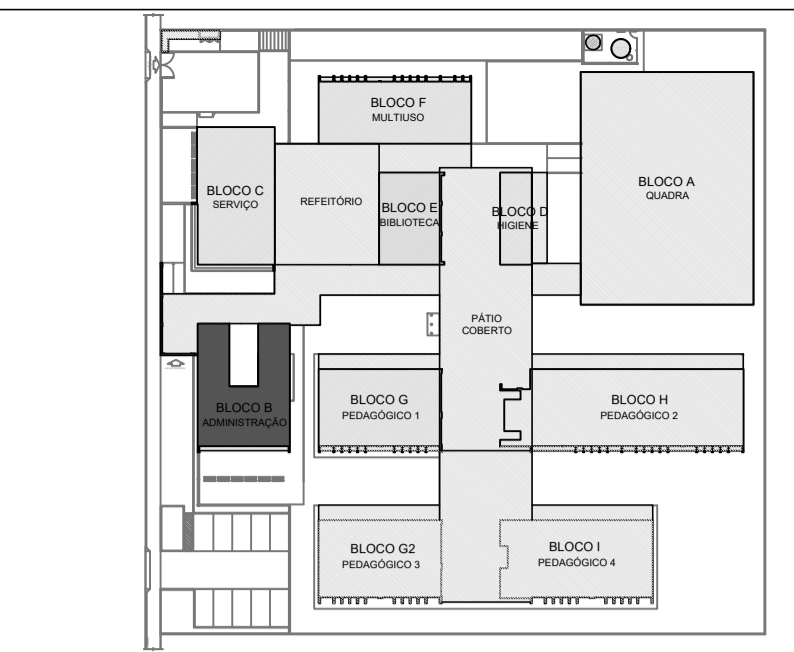 BLOCO F
MULTIUSO
BLOCO A
QUADRA
BLOCO C
SERVIÇO
REFEITÓRIO
BLOCO E
BIBLIOTECA
BLOCO D
HIGIENE
PÁTIO
COBERTO
BLOCO B
ADMINISTRAÇÃO
BLOCO G
PEDAGÓGICO 1
BLOCO H
PEDAGÓGICO 2
BLOCO G2
PEDAGÓGICO 3
BLOCO I
PEDAGÓGICO 4